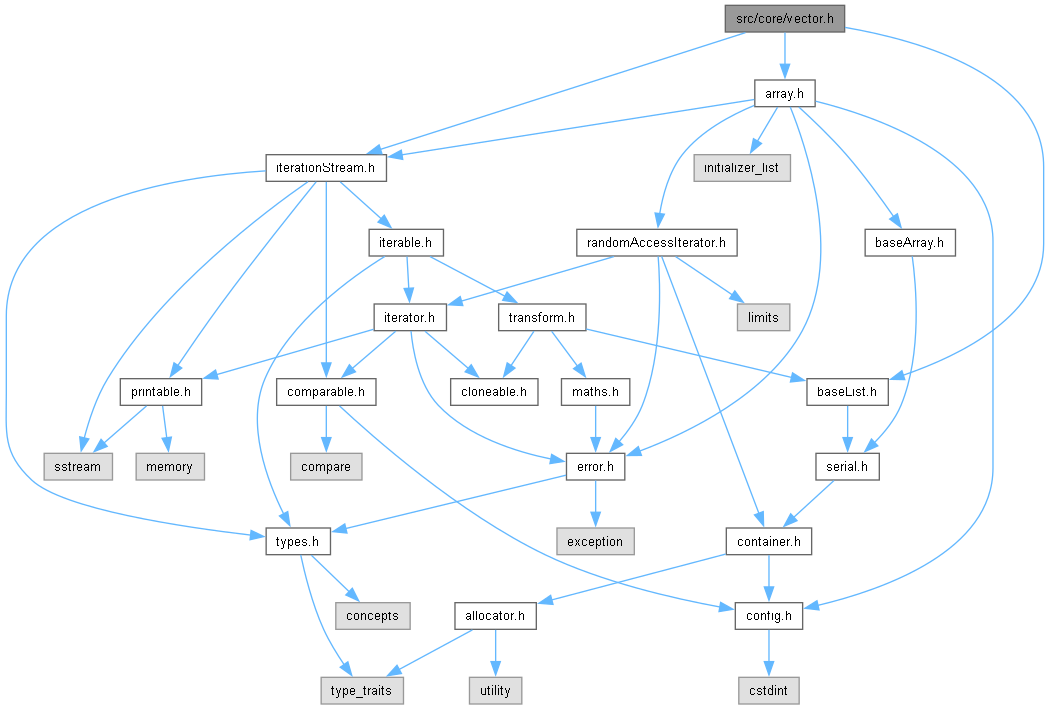 src/core/vector.h
array.h
iterationStream.h
initializer_list
iterable.h
randomAccessIterator.h
baseArray.h
iterator.h
transform.h
limits
printable.h
comparable.h
cloneable.h
maths.h
baseList.h
sstream
memory
compare
error.h
serial.h
types.h
exception
container.h
concepts
allocator.h
config.h
type_traits
utility
cstdint